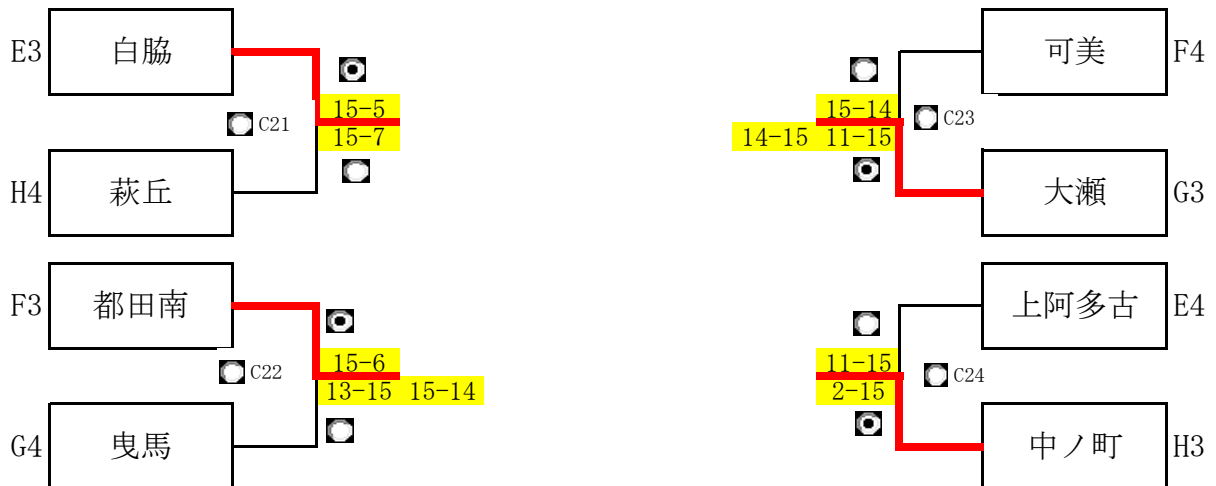 E3 白脇
15-5
C21
15-7
H4 萩丘
F3 都田南
15-6
C22
13-15 15-14
G4 曳馬
可美 F4
15-14
C23
14-15 11-15
大瀬 G3
上阿多古 E4
11-15
C24
2-15
中ノ町 H3